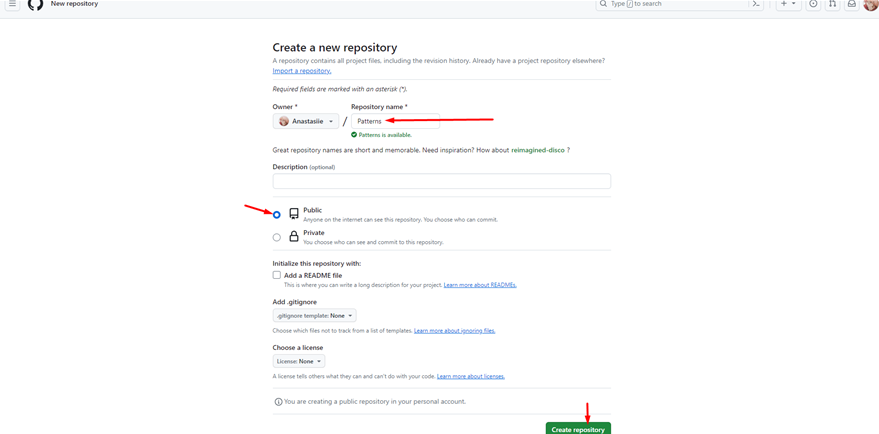 New repository
Type / to search
Create a new repository
A repository contains all project files, including the revision history. Already have a project repository elsewhere?
Import a repository.
Required fields are marked with an asterisk (*).
Owner *
Repository name *
Anastasiie
/
Patterns
Patterns is available.
Great repository names are short and memorable. Need inspiration? How about reimagined-disco ?
Description (optional)
Public
Anyone on the internet can see this repository. You choose who can commit.
Private
You choose who can see and commit to this repository.
Initialize this repository with:
Add a README file
This is where you can write a long description for your project. Learn more about READMEs.
Add .gitignore
.gitignore template: None
Choose which files not to track from a list of templates. Learn more about ignoring files.
Choose a license
License: None
A license tells others what they can and can't do with your code. Learn more about licenses.
You are creating a public repository in your personal account.
Create repository